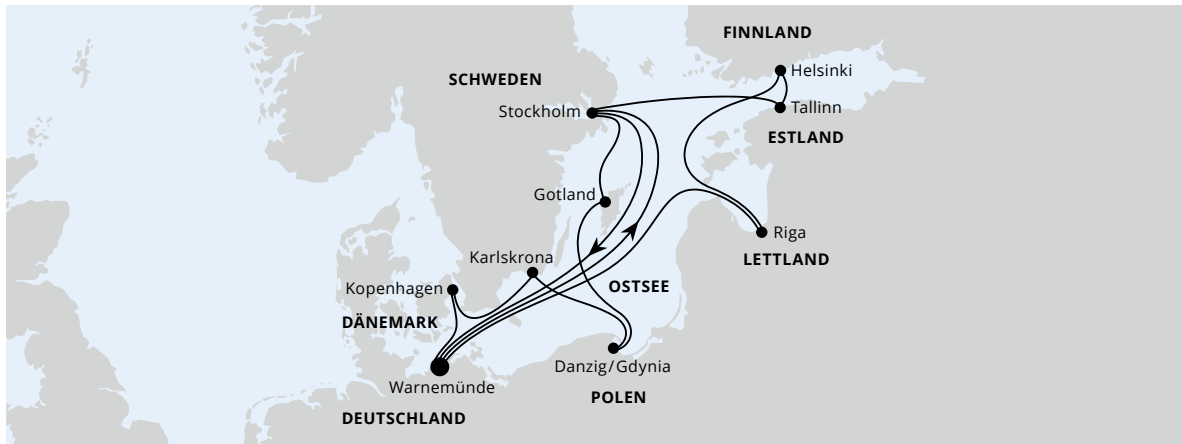 FINNLAND
Helsinki
SCHWEDEN
Stockholm
Tallinn
ESTLAND
Gotland
Riga
LETTLAND
Karlskrona
OSTSEE
Kopenhagen
DÄNEMARK
Danzig/Gdynia
Warnemünde
POLEN
DEUTSCHLAND